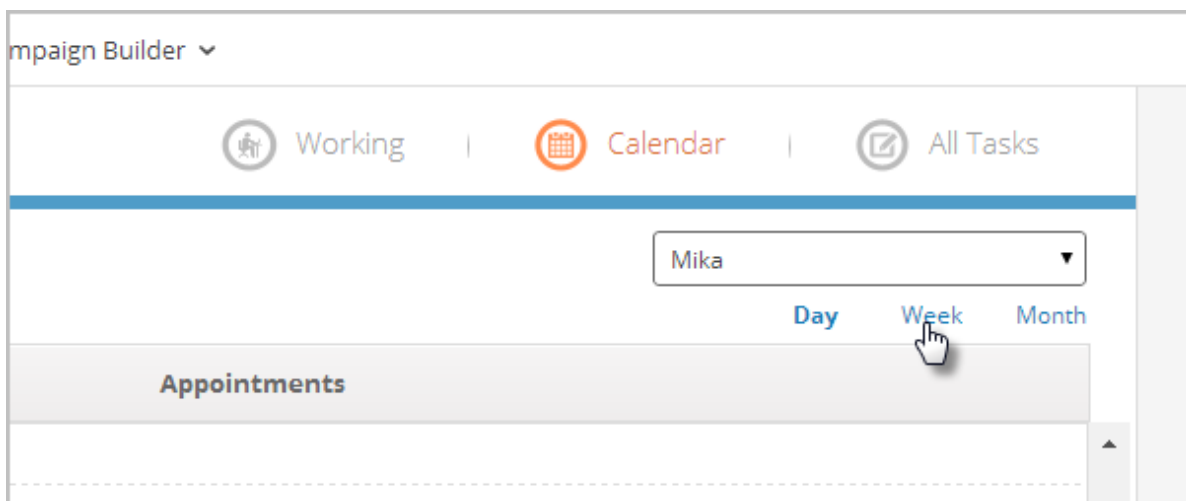 mpaign Builder
Working Calendar All Tasks
Mika
Day Week Month
Appointments